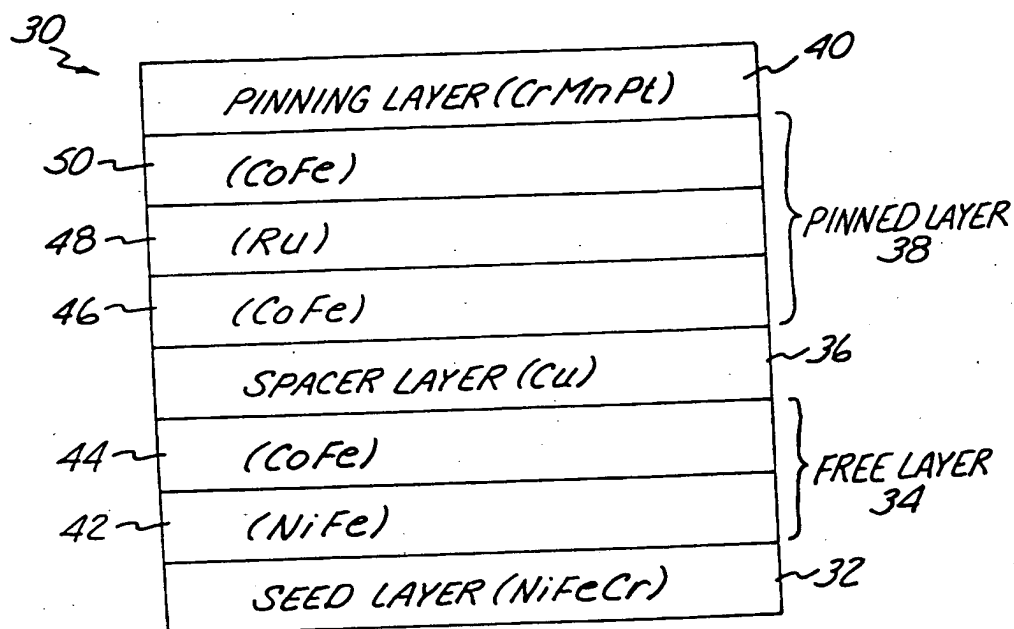 30
40
PINNING LAYER (CrMnPt)
50
(CoFe)
48
(Ru)
PINNED LAYER
38
46
(CoFe)
36
SPACER LAYER (Cu)
44
(CoFe)
FREE LAYER
34
42
(NiFe)
32
SEED LAYER (NiFeCr)